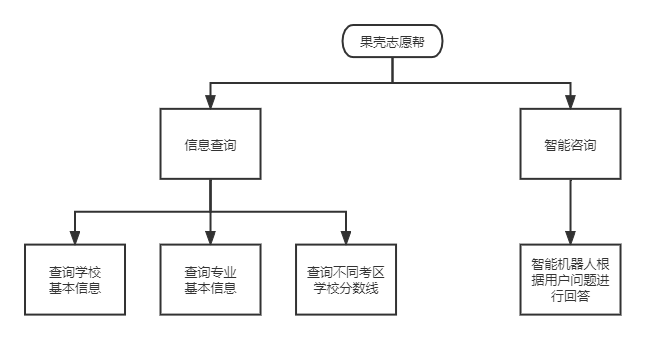 果壳志愿帮
信息查询
智能咨询
查询学校
基本信息
查询专业
基本信息
查询不同考区
学校分数线
智能机器人根
据用户问题进
行回答